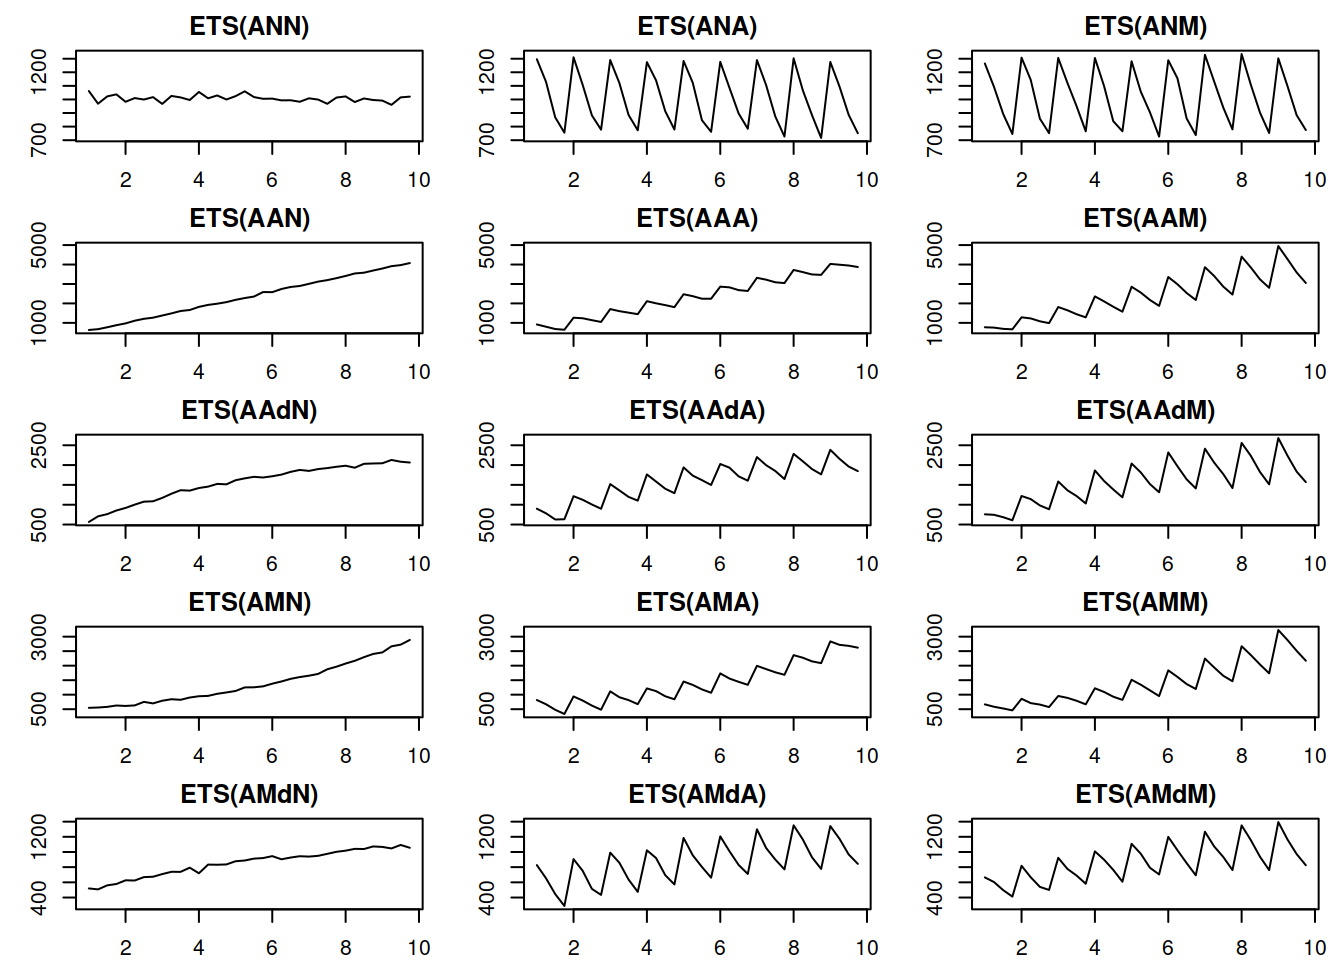 ETS(ANN) ETS(ANA) ETS(ANM)
700 1200 700 1200 700 1200
2 4 6 8 10 2 4 6 8 10 2 4 6 8 10
ETS(AAN) ETS(AAA) ETS(AAM)
1000 5000 1000 5000 1000 5000
2 4 6 8 10 2 4 6 8 10 2 4 6 8 10
ETS(AAdN) ETS(AAdA) ETS(AAdM)
500 2500 500 2500 500 2500
2 4 6 8 10 2 4 6 8 10 2 4 6 8 10
ETS(AMN) ETS(AMA) ETS(AMM)
500 3000 500 3000 500 3000
2 4 6 8 10 2 4 6 8 10 2 4 6 8 10
ETS(AMdN) ETS(AMdA) ETS(AMdM)
400 1200 400 1200 400 1200
2 4 6 8 10 2 4 6 8 10 2 4 6 8 10